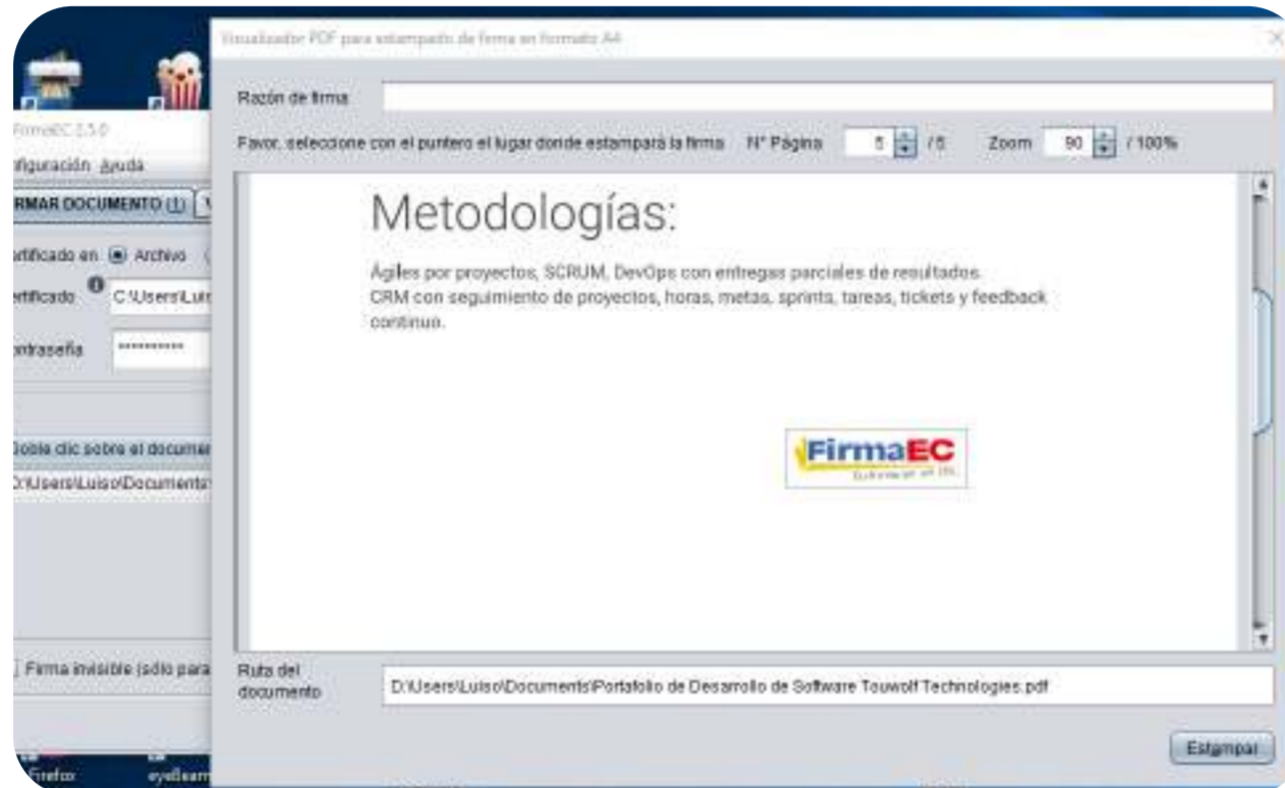 Visualizador PDF para estampado de firma en formato A4
Razón de firma
Favor, seleccione con el puntero el lugar donde estampará la firma N° Página 5 / 5 Zoom 90 / 100%
Metodologías:
Ágiles por proyectos, SCRUM, DevOps con entregas parciales de resultados.
CRM con seguimiento de proyectos, horas, metas, sprints, tareas, tickets y feedback
continuo.
FirmaEC
Ruta del
documento
D:\Users\Luiso\Documents\Portafolio de Desarrollo de Software Touwolf Technologies.pdf
Estampar
FirmaEC 2.5.0
nfiguración Ayuda
RMAR DOCUMENTO (1)
rtificado en Archivo
ertificado C:\Users\Luis
ontraseña **********
Doble clic sobre el documen
D:\Users\Luiso\Documents\
Firma invisible (sólo para
Firefox eyeBeam